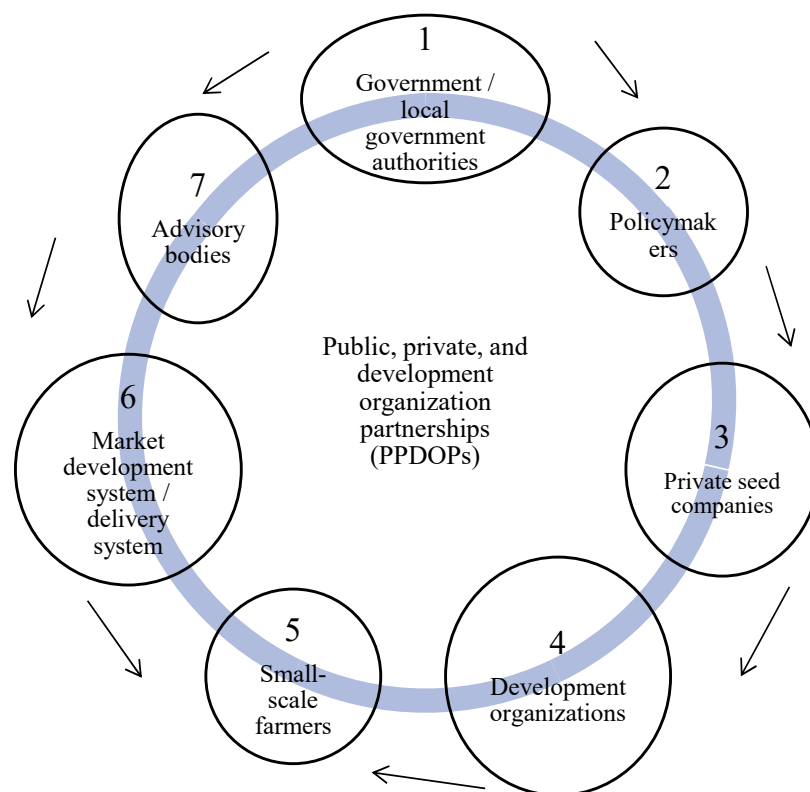 1
Government /
local
government
authorities
2
Policymak
ers
3
Private seed
companies
4
Development
organizations
5
Small-
scale
farmers
6
Market
development
system /
delivery
system
7
Advisory
bodies
Public, private, and
development
organization
partnerships
(PPDOPs)